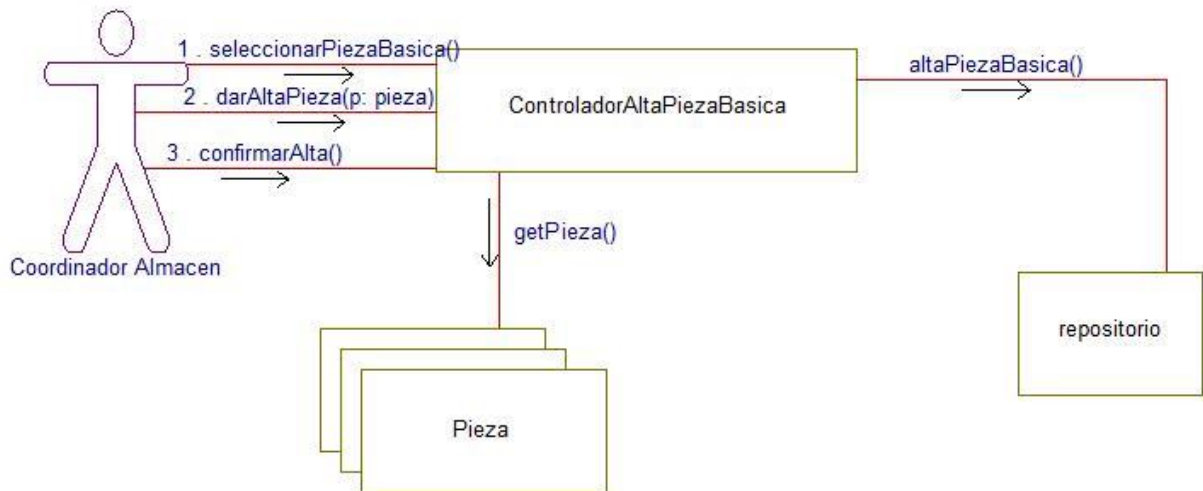 1 . seleccionarPiezaBasica()
altaPiezaBasica()
2 . darAltaPieza(p: pieza)
ControladorAltaPiezaBasica
3 . confirmarAlta()
getPieza()
Coordinador Almacen
repositorio
Pieza